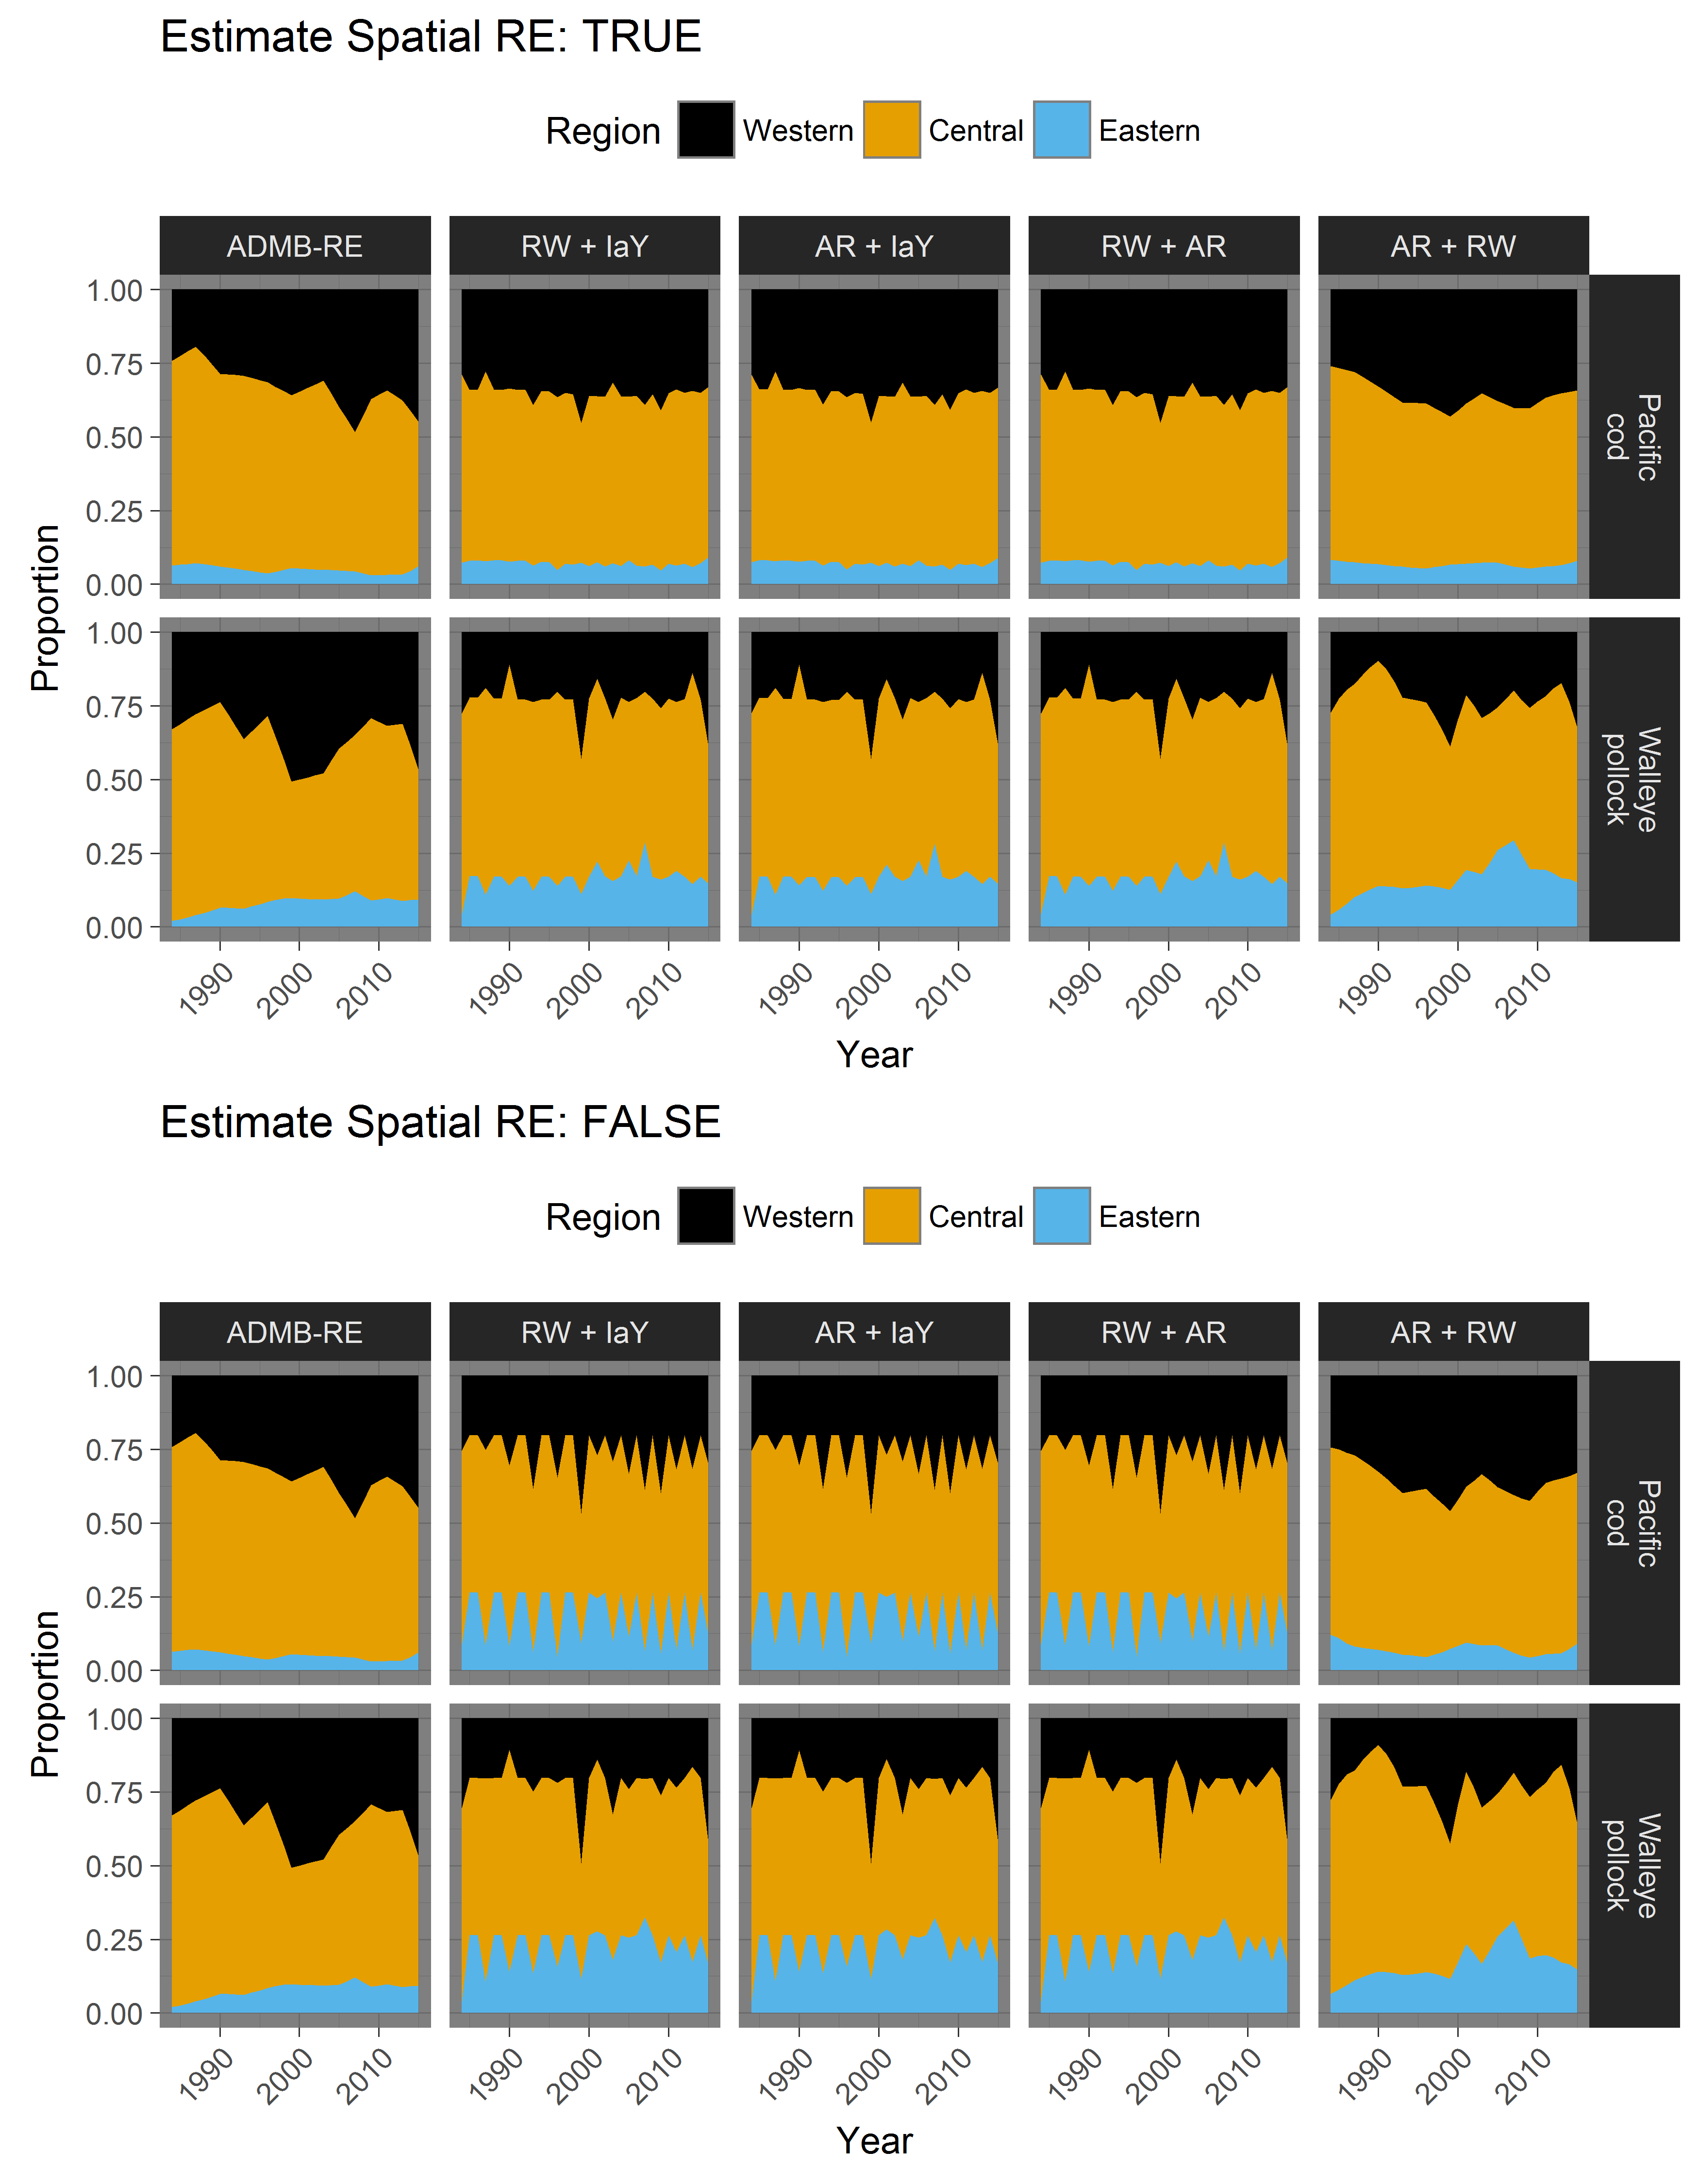 Estimate Spatial RE: TRUE
Region Western Central Eastern
ADMB-RE RW + IaY AR + IaY RW + AR AR + RW
Proportion
1.00
0.75
0.50
0.25
0.00
Pacific
cod
1.00
0.75
0.50
0.25
0.00
Walleye
pollock
1990 2000 2010 1990 2000 2010 1990 2000 2010 1990 2000 2010 1990 2000 2010
Year
Estimate Spatial RE: FALSE
Region Western Central Eastern
ADMB-RE RW + IaY AR + IaY RW + AR AR + RW
Proportion
1.00
0.75
0.50
0.25
0.00
Pacific
cod
1.00
0.75
0.50
0.25
0.00
Walleye
pollock
1990 2000 2010 1990 2000 2010 1990 2000 2010 1990 2000 2010 1990 2000 2010
Year